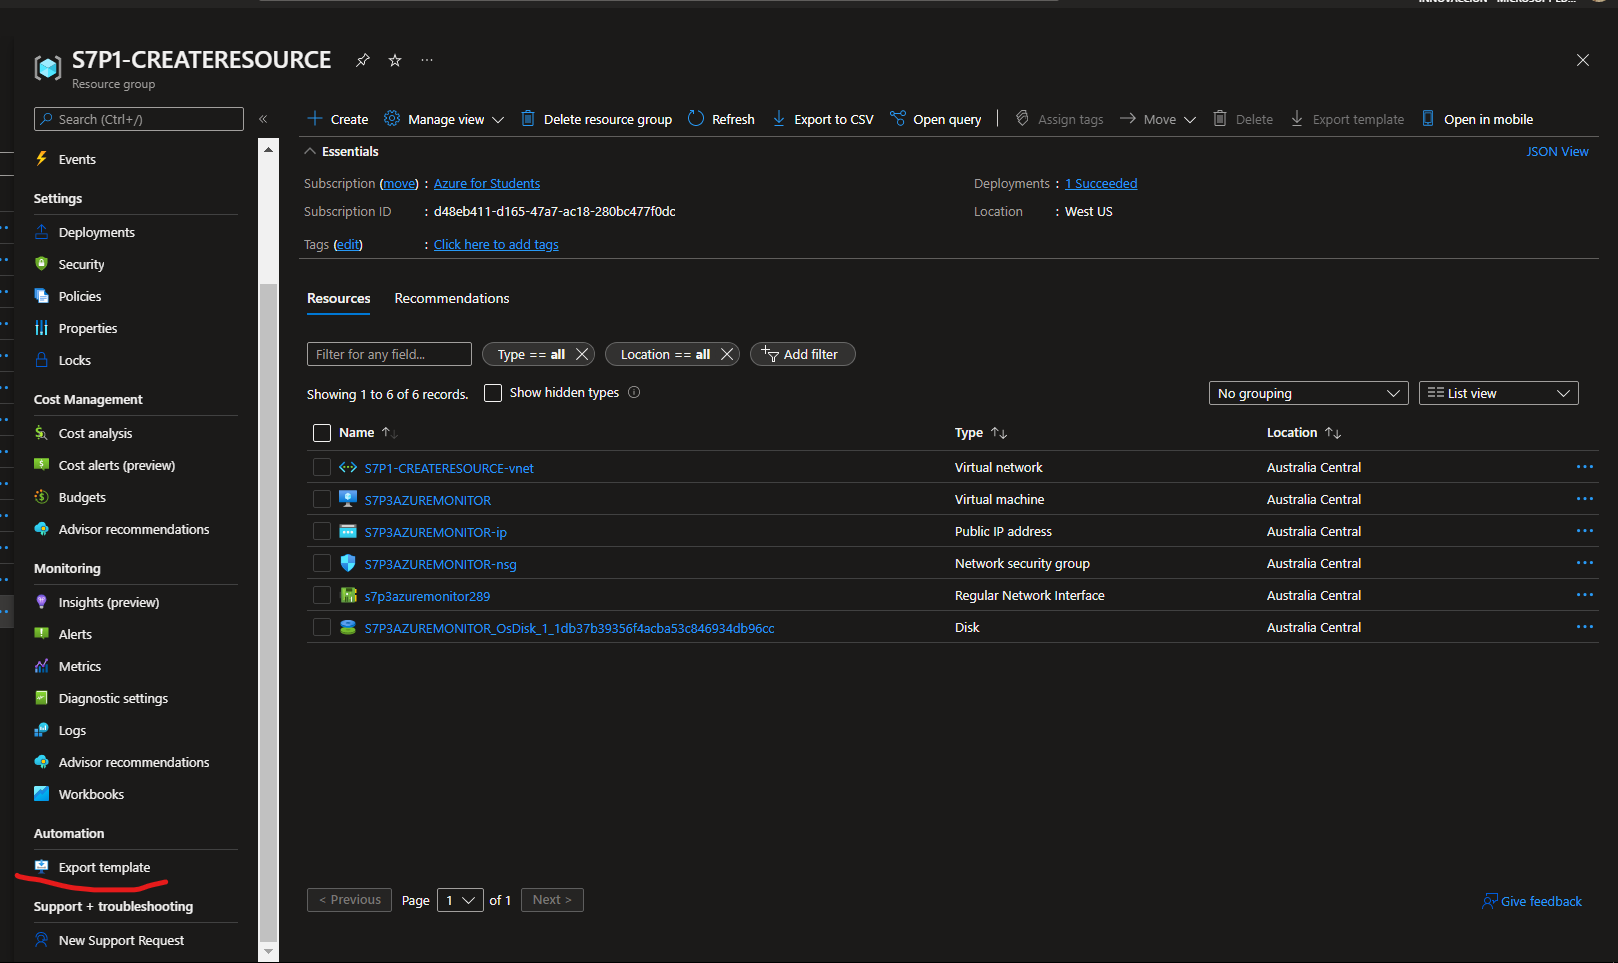 S7P1-CREATERESOURCE
Resource group
Search (Ctrl+/)
Events
Settings
Deployments
Security
Policies
Properties
Locks
Cost Management
Cost analysis
Cost alerts (preview)
Budgets
Advisor recommendations
Monitoring
Insights (preview)
Alerts
Metrics
Diagnostic settings
Logs
Advisor recommendations
Workbooks
Automation
Export template
Support + troubleshooting
New Support Request
Create Manage view Delete resource group Refresh Export to CSV Open query Assign tags Move Delete Export template Open in mobile
Essentials JSON View
Subscription (move) : Azure for Students Deployments : 1 Succeeded
Subscription ID : d48eb411-d165-47a7-ac18-280bc477f0dc Location : West US
Tags (edit) : Click here to add tags
Resources Recommendations
Filter for any field... Type == all Location == all Add filter
Showing 1 to 6 of 6 records. Show hidden types No grouping List view
Name Type Location
S7P1-CREATERESOURCE-vnet Virtual network Australia Central
S7P3AZUREMONITOR Virtual machine Australia Central
S7P3AZUREMONITOR-ip Public IP address Australia Central
S7P3AZUREMONITOR-nsg Network security group Australia Central
s7p3azuremonitor289 Regular Network Interface Australia Central
S7P3AZUREMONITOR_OsDisk_1_1db37b39356f4acba53c846934db96cc Disk Australia Central
< Previous Page 1 of 1 Next > Give feedback